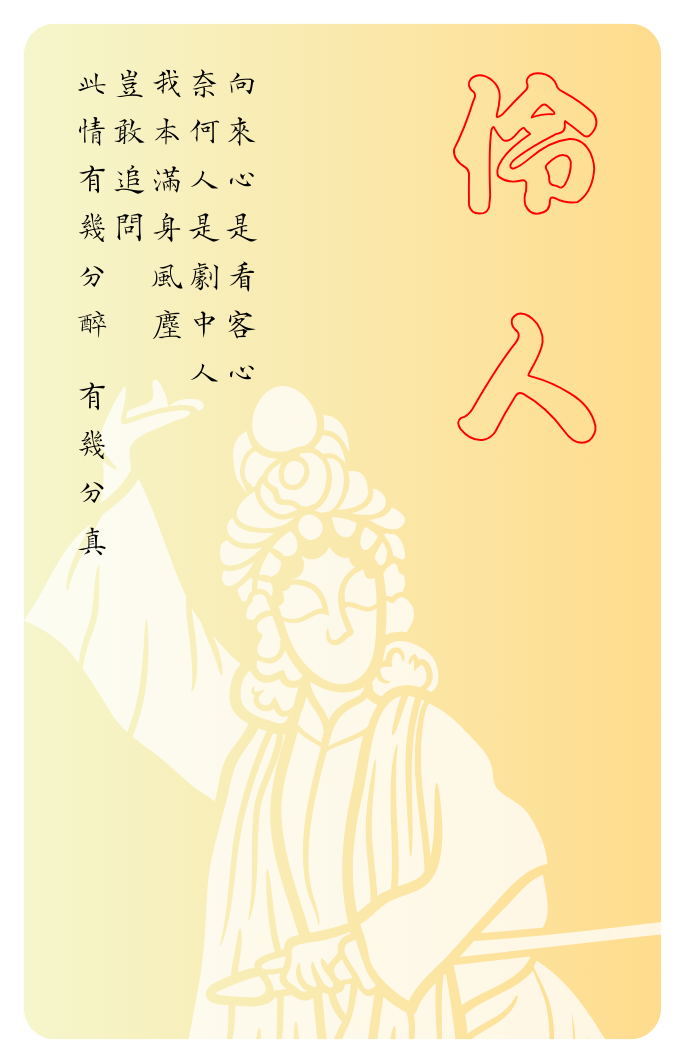 伶人
向來心是看客心
奈何人是劇中人
我本滿身風塵
豈敢追問
此情有幾分醉 有幾分真